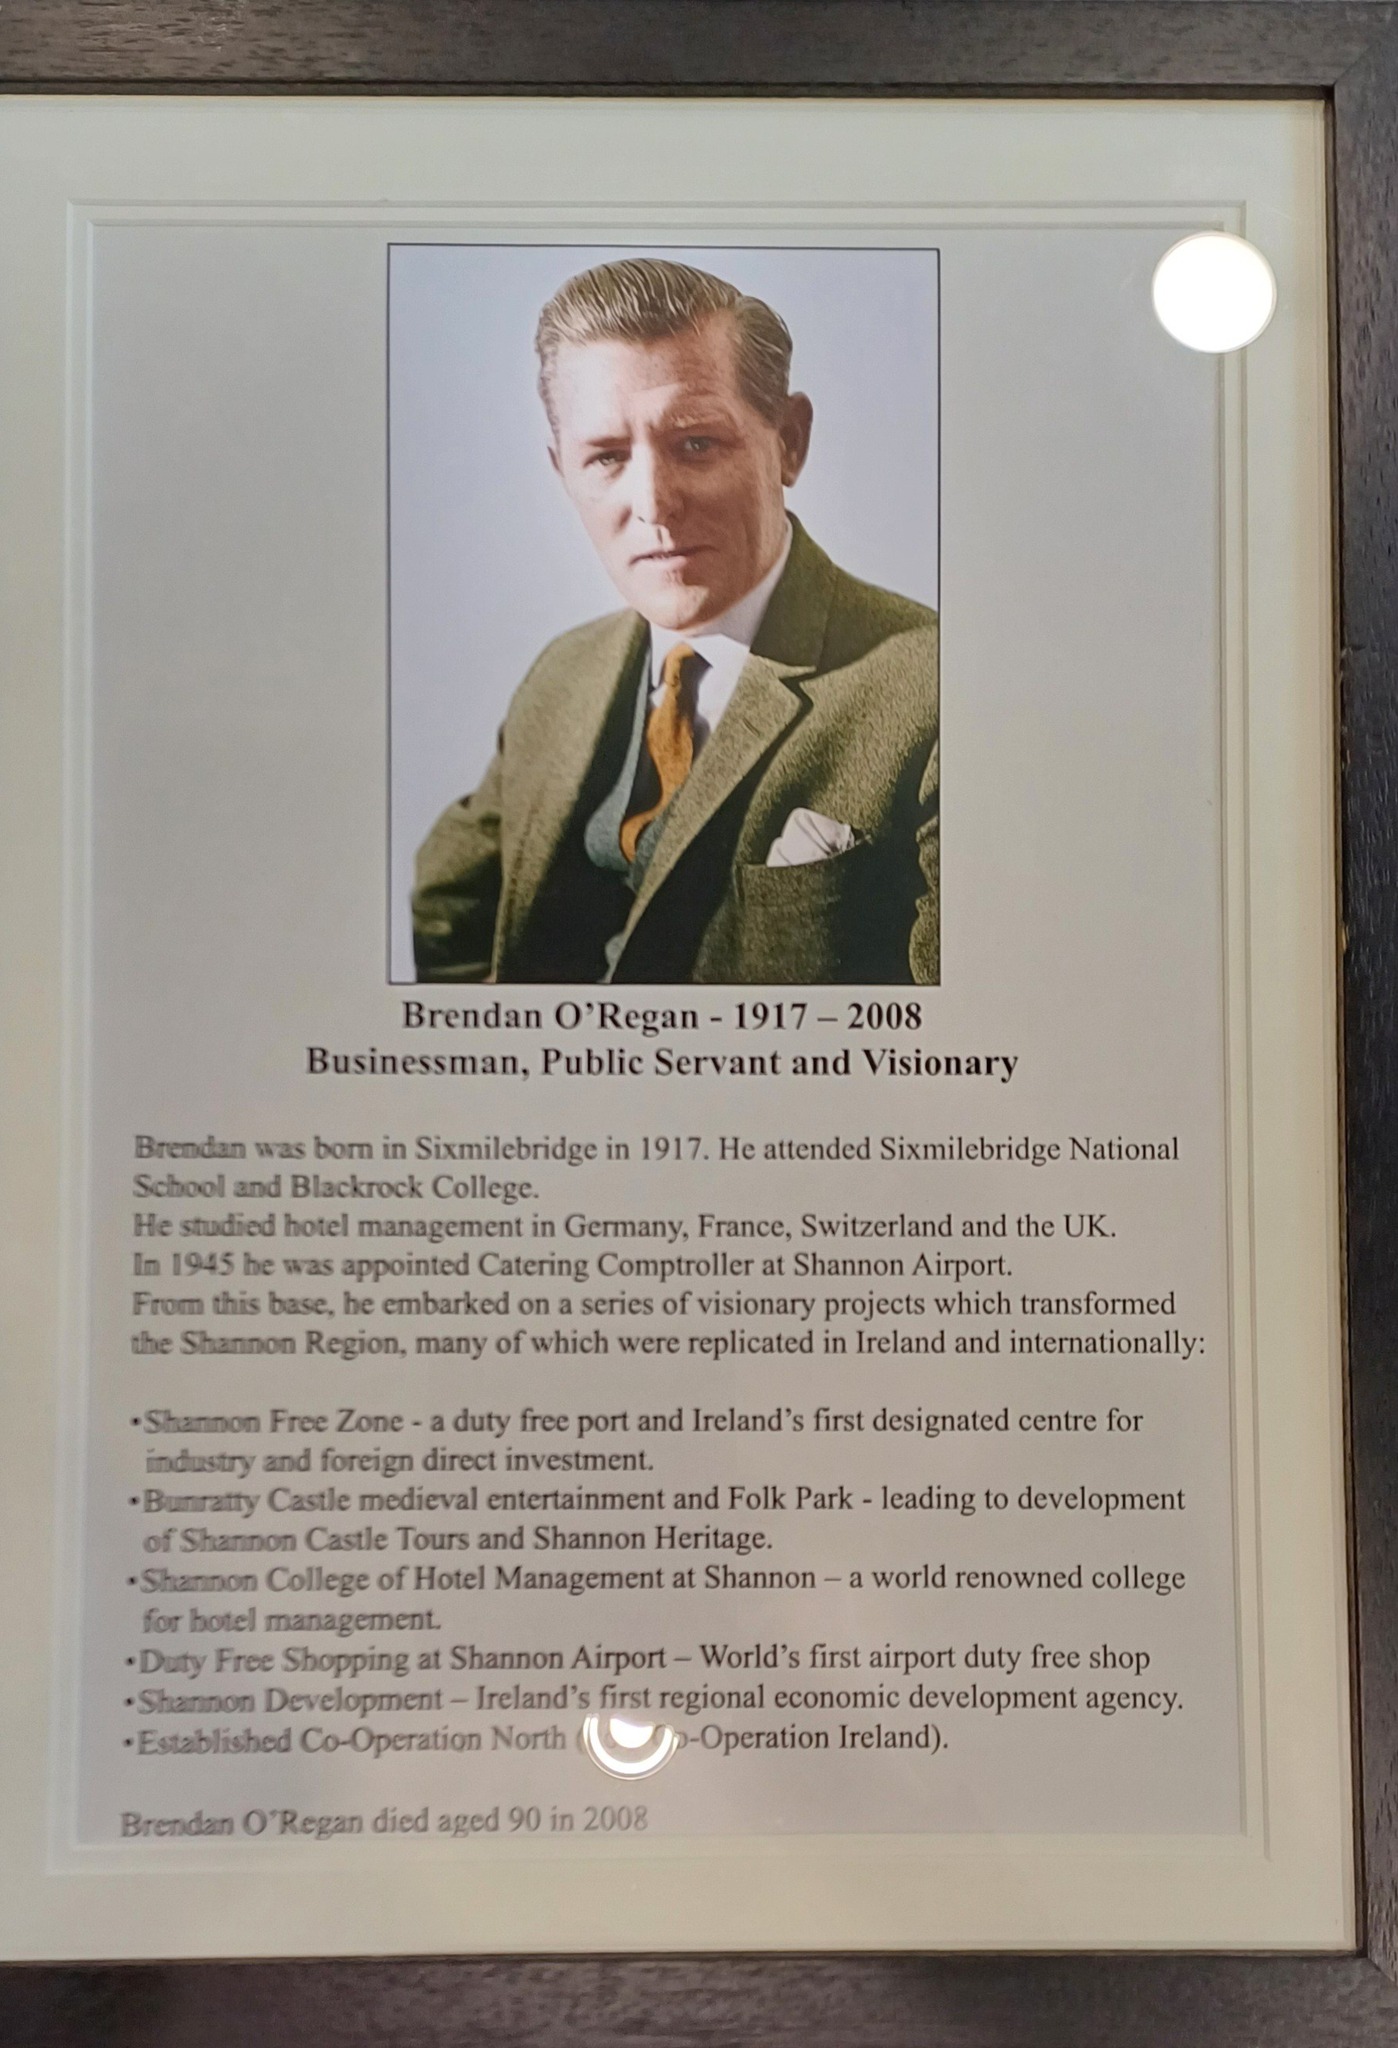 Brendan O'Regan - 1917 – 2008
Businessman, Public Servant and Visionary
Brendan was born in Sixmilebridge in 1917. He attended Sixmilebridge National
School and Blackrock College.
He studied hotel management in Germany, France, Switzerland and the UK.
In 1945 he was appointed Catering Comptroller at Shannon Airport.
From this base, he embarked on a series of visionary projects which transformed
the Shannon Region, many of which were replicated in Ireland and internationally:
•Shannon Free Zone - a duty free port and Ireland's first designated centre for
industry and foreign direct investment.
•Bunratty Castle medieval entertainment and Folk Park - leading to development
of Shannon Castle Tours and Shannon Heritage.
•Shannon College of Hotel Management at Shannon – a world renowned college
for hotel management.
•Duty Free Shopping at Shannon Airport – World's first airport duty free shop
•Shannon Development – Ireland's first regional economic development agency.
•Established Co-Operation North ( -Operation Ireland).
Brendan O'Regan died aged 90 in 2008